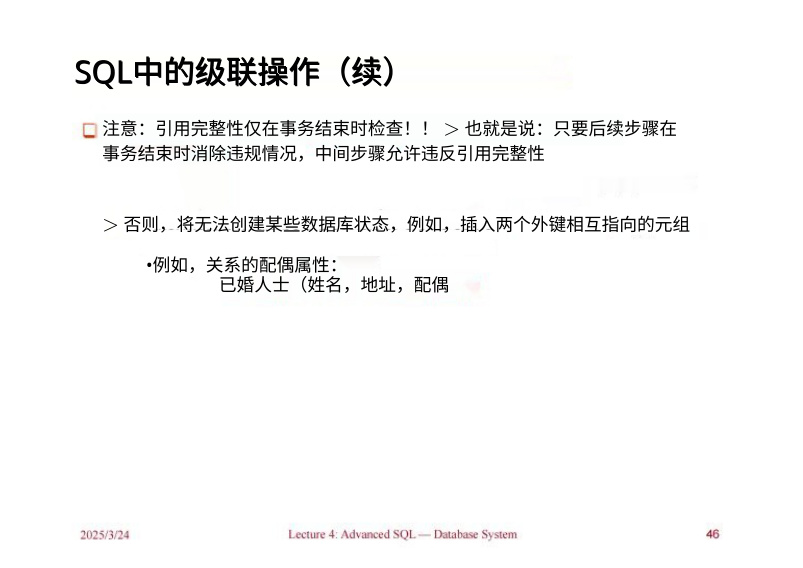 SQL中的级联操作（续）
注意：引用完整性仅在事务结束时检查！！ ＞ 也就是说：只要后续步骤在
事务结束时消除违规情况，中间步骤允许违反引用完整性
＞ 否则，将无法创建某些数据库状态，例如，插入两个外键相互指向的元组
•例如，关系的配偶属性：
已婚人士（姓名，地址，配偶
2025/3/24 Lecture 4: Advanced SQL — Database System 46